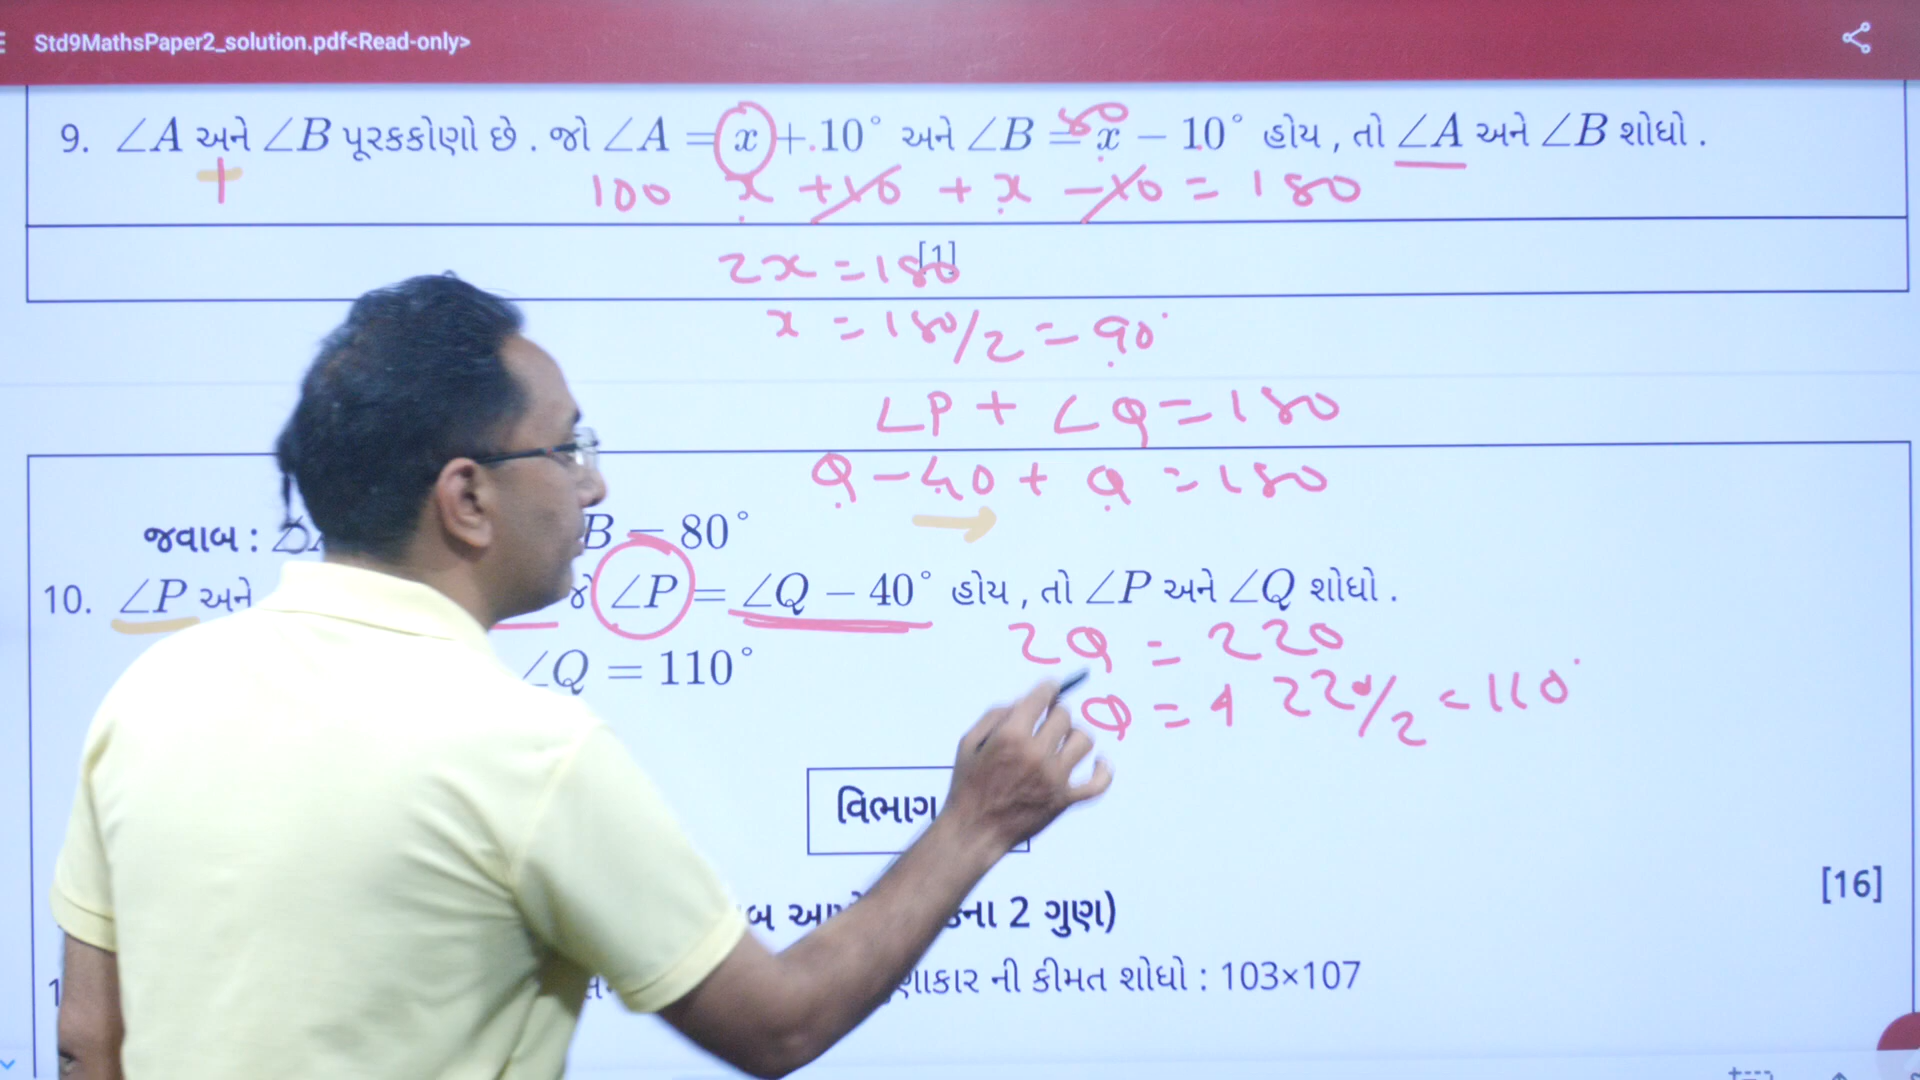 Std9MathsPaper2_solution.pdf<Read-only>
9. ∠A અને ∠B પૂરકકોણો છે . જો ∠A = x + 10° અને ∠B = x − 10° હોય , તો ∠A અને ∠B શોધો .
80
100 x + 10 + x − 10 = 180
[1]
2x = 180
x = 180/2 = 90°
∠P + ∠Q = 180
Q − 40 + Q = 180
જવાબ : B = 80°
10. ∠P અને ∠P = ∠Q − 40° હોય , તો ∠P અને ∠Q શોધો .
2Q = 220
∠Q = 110°
Q = 220/2 = 110°
વિભાગ
[16]
2 ગુણ)
ની કીમત શોધો : 103×107